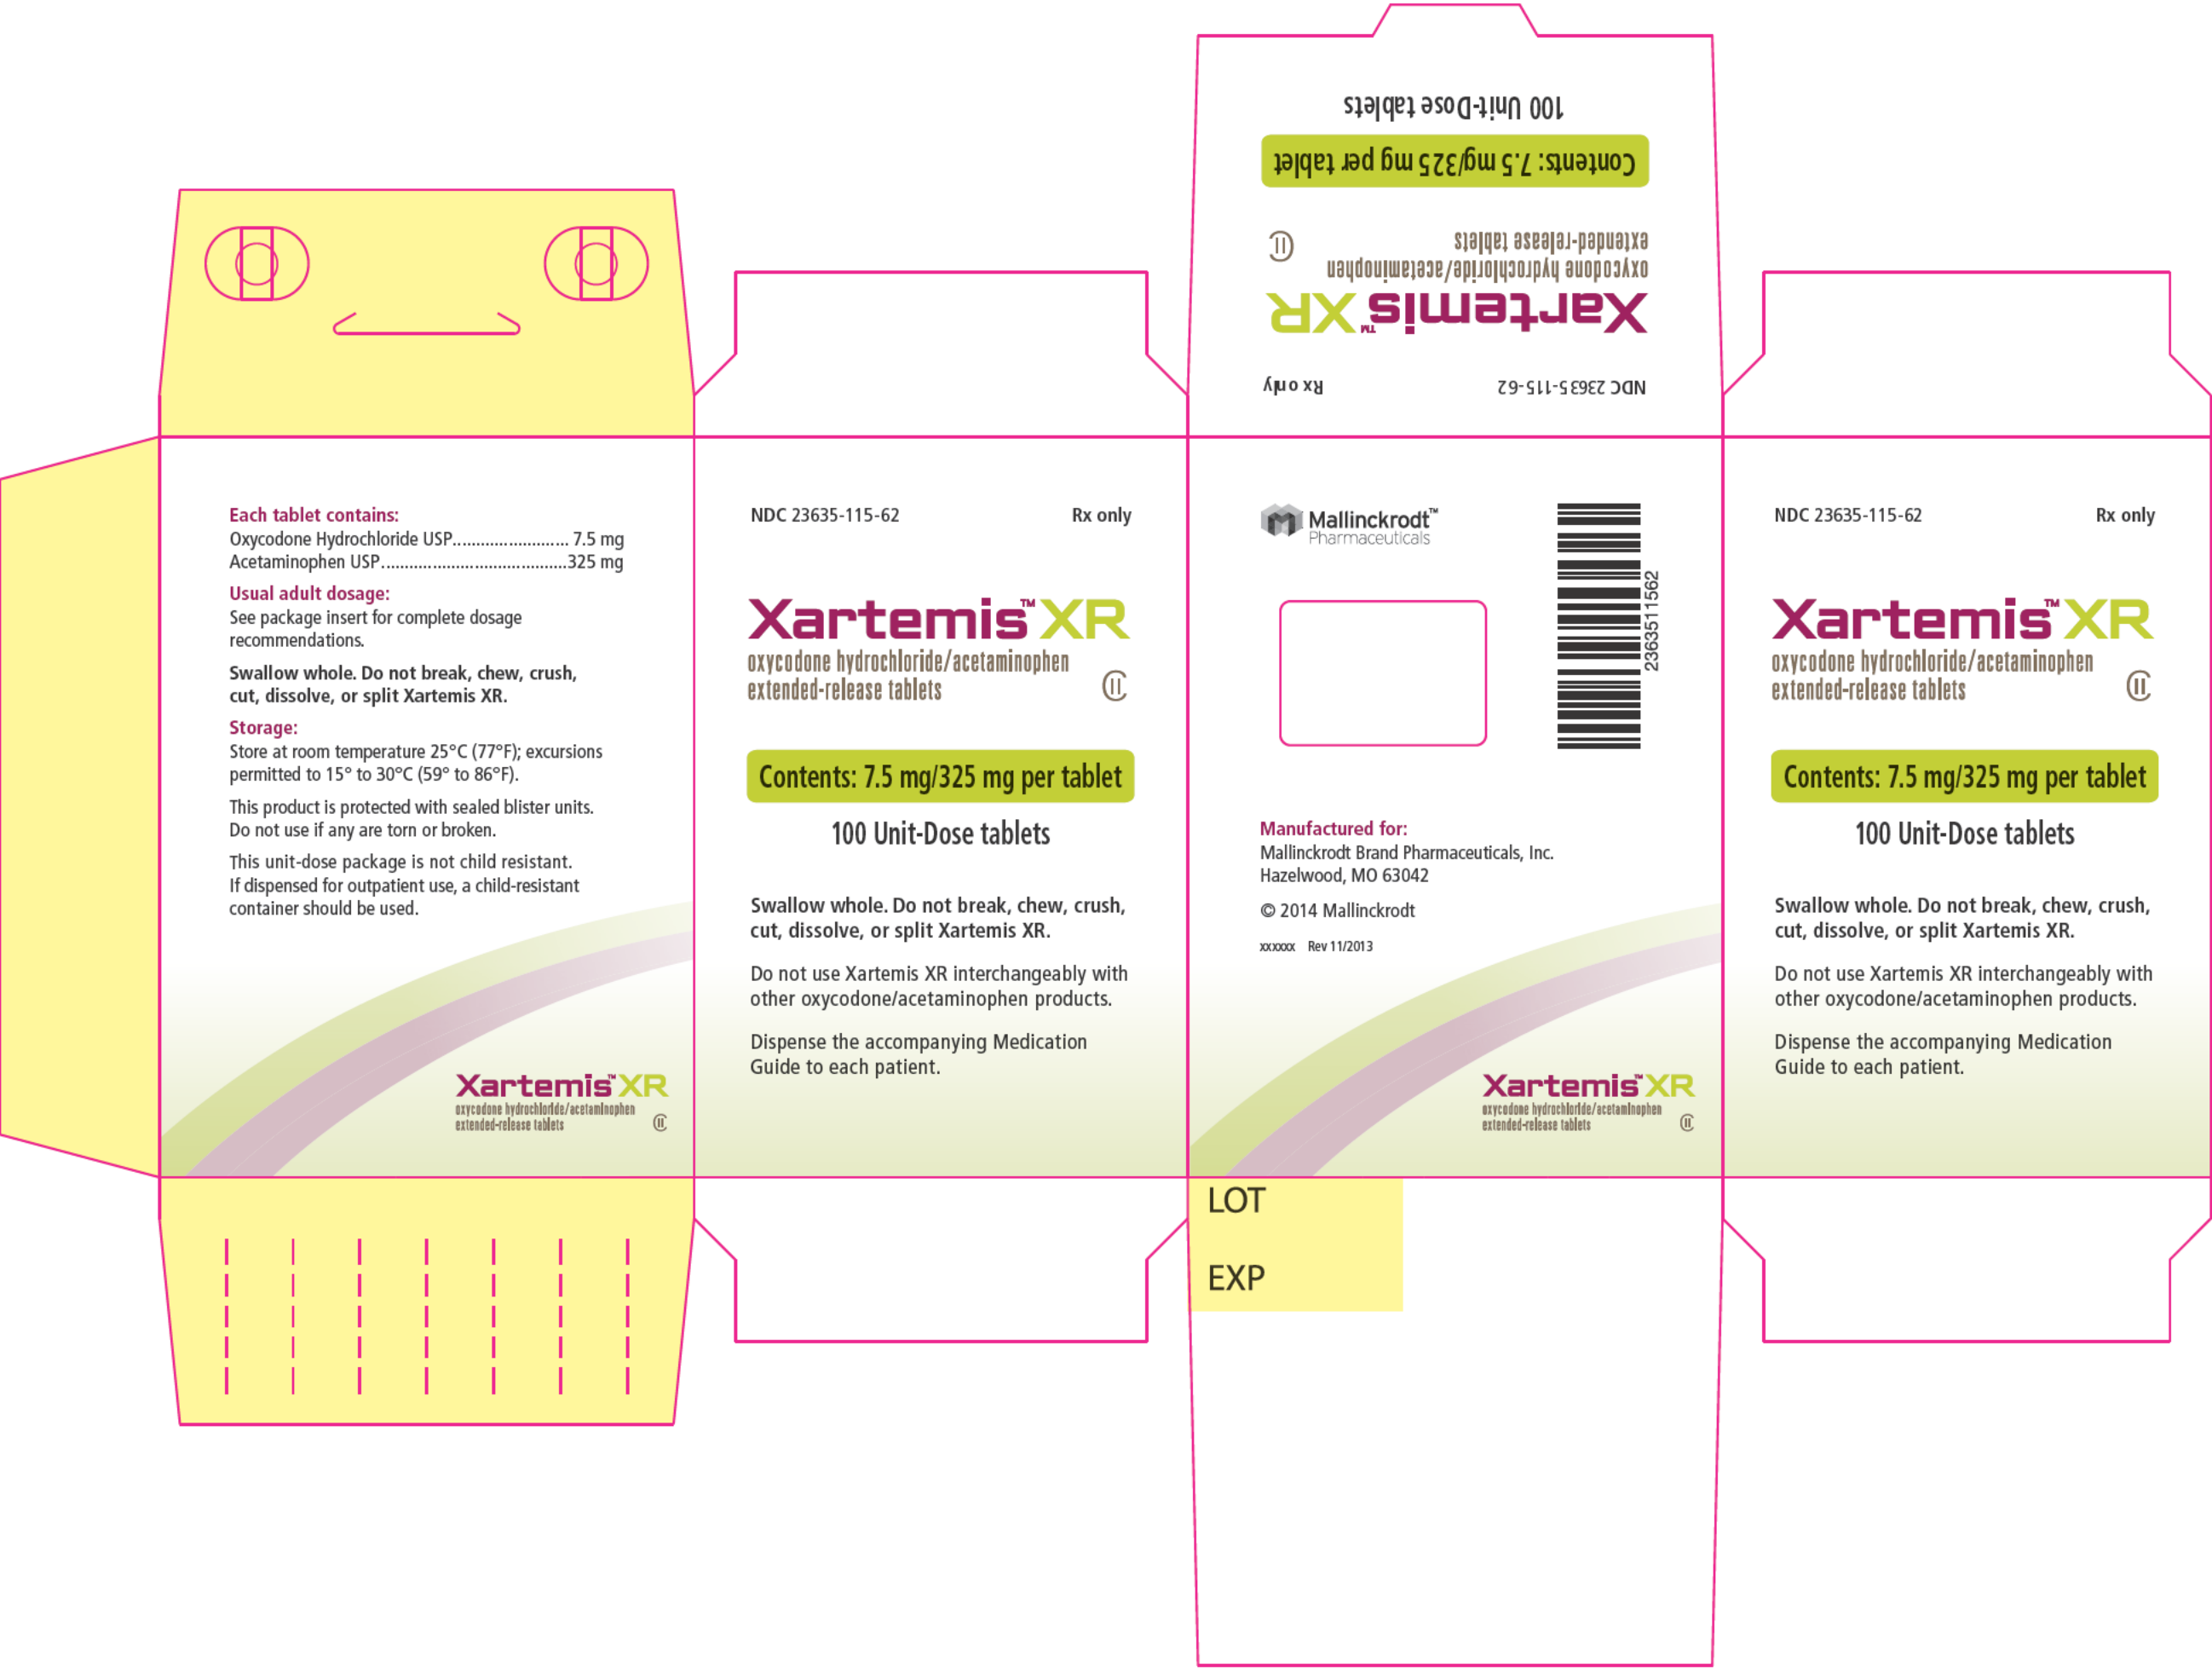 100 Unit-Dose tablets
Contents: 7.5 mg/325 mg per tablet
extended-release tablets
oxycodone hydrochloride/acetaminophen
CII
Xartemis™ XR
NDC 23635-115-62 Rx only
Each tablet contains:
Oxycodone Hydrochloride USP........................ 7.5 mg
Acetaminophen USP.......................................325 mg
Usual adult dosage:
See package insert for complete dosage
recommendations.
Swallow whole. Do not break, chew, crush,
cut, dissolve, or split Xartemis XR.
Storage:
Store at room temperature 25°C (77°F); excursions
permitted to 15° to 30°C (59° to 86°F).
This product is protected with sealed blister units.
Do not use if any are torn or broken.
This unit-dose package is not child resistant.
If dispensed for outpatient use, a child-resistant
container should be used.
Xartemis™ XR
oxycodone hydrochloride/acetaminophen
extended-release tablets CII
NDC 23635-115-62 Rx only
Xartemis™ XR
oxycodone hydrochloride/acetaminophen
extended-release tablets CII
Contents: 7.5 mg/325 mg per tablet
100 Unit-Dose tablets
Swallow whole. Do not break, chew, crush,
cut, dissolve, or split Xartemis XR.
Do not use Xartemis XR interchangeably with
other oxycodone/acetaminophen products.
Dispense the accompanying Medication
Guide to each patient.
Mallinckrodt™
Pharmaceuticals
2363511562
Manufactured for:
Mallinckrodt Brand Pharmaceuticals, Inc.
Hazelwood, MO 63042
© 2014 Mallinckrodt
xxxxxx Rev 11/2013
Xartemis™ XR
oxycodone hydrochloride/acetaminophen
extended-release tablets CII
LOT
EXP
NDC 23635-115-62 Rx only
Xartemis™ XR
oxycodone hydrochloride/acetaminophen
extended-release tablets CII
Contents: 7.5 mg/325 mg per tablet
100 Unit-Dose tablets
Swallow whole. Do not break, chew, crush,
cut, dissolve, or split Xartemis XR.
Do not use Xartemis XR interchangeably with
other oxycodone/acetaminophen products.
Dispense the accompanying Medication
Guide to each patient.